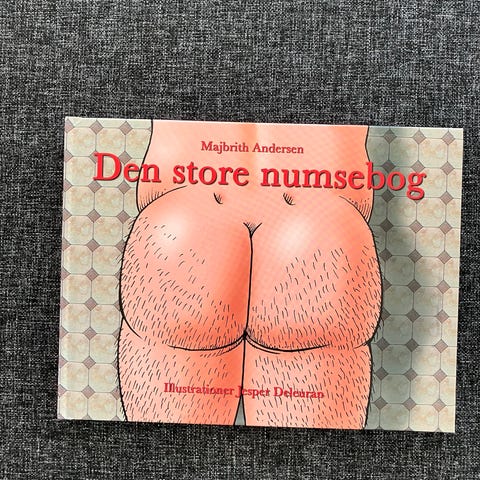 Majbrith Andersen
Den store numsebog
Illustrationer Jesper Deleuran